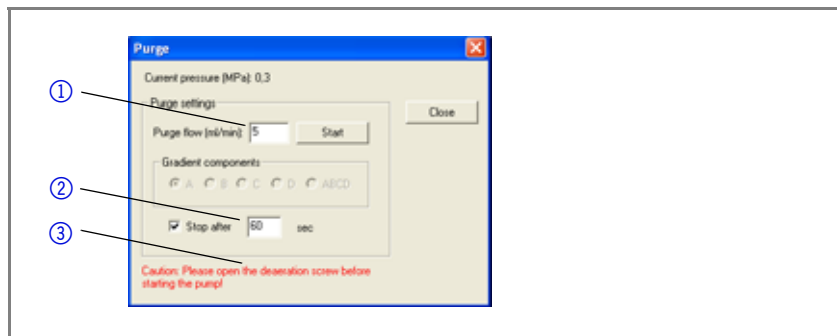 Purge
Current pressure (MPa): 0,3
① Purge settings
Close
Purge flow (ml/min): 5 Start
Gradient components
A B C D ABCD
②
Stop after 60 sec
③
Caution: Please open the deaeration screw before
starting the pump!